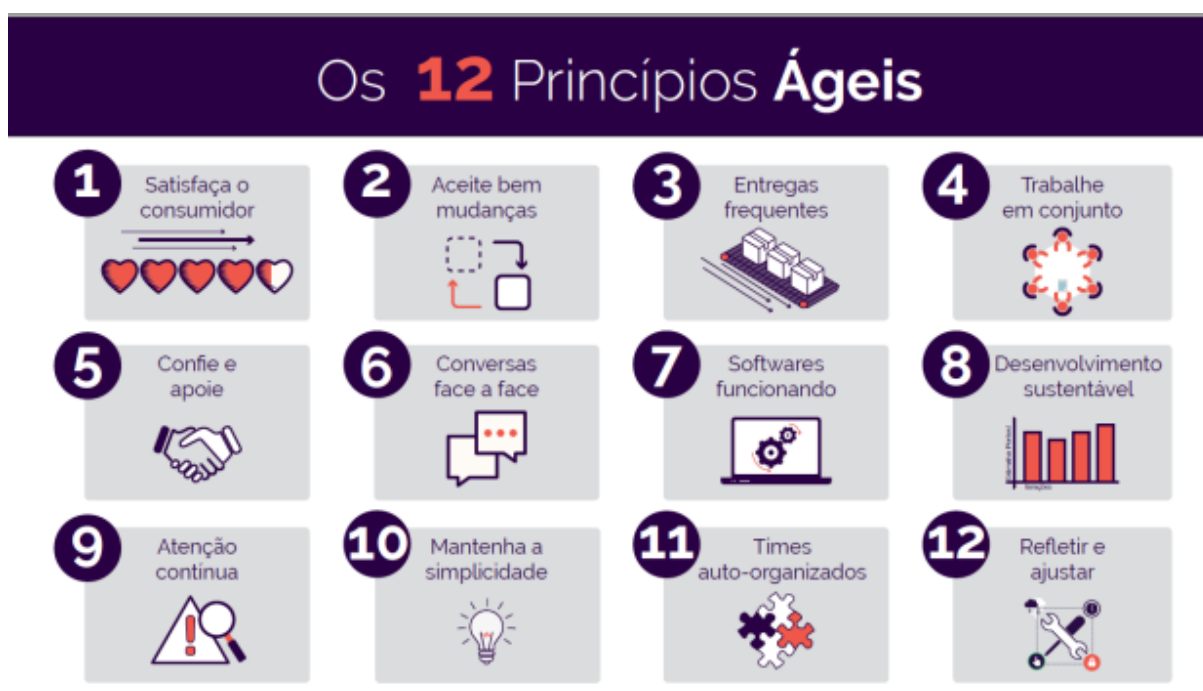 Os 12 Princípios Ágeis
1
Satisfaça o
consumidor
2
Aceite bem
mudanças
3
Entregas
frequentes
4
Trabalhe
em conjunto
5
Confie e
apoie
6
Conversas
face a face
7
Softwares
funcionando
8
Desenvolvimento
sustentável
Iterações
9
Atenção
contínua
10
Mantenha a
simplicidade
11
Times
auto-organizados
12
Refletir e
ajustar